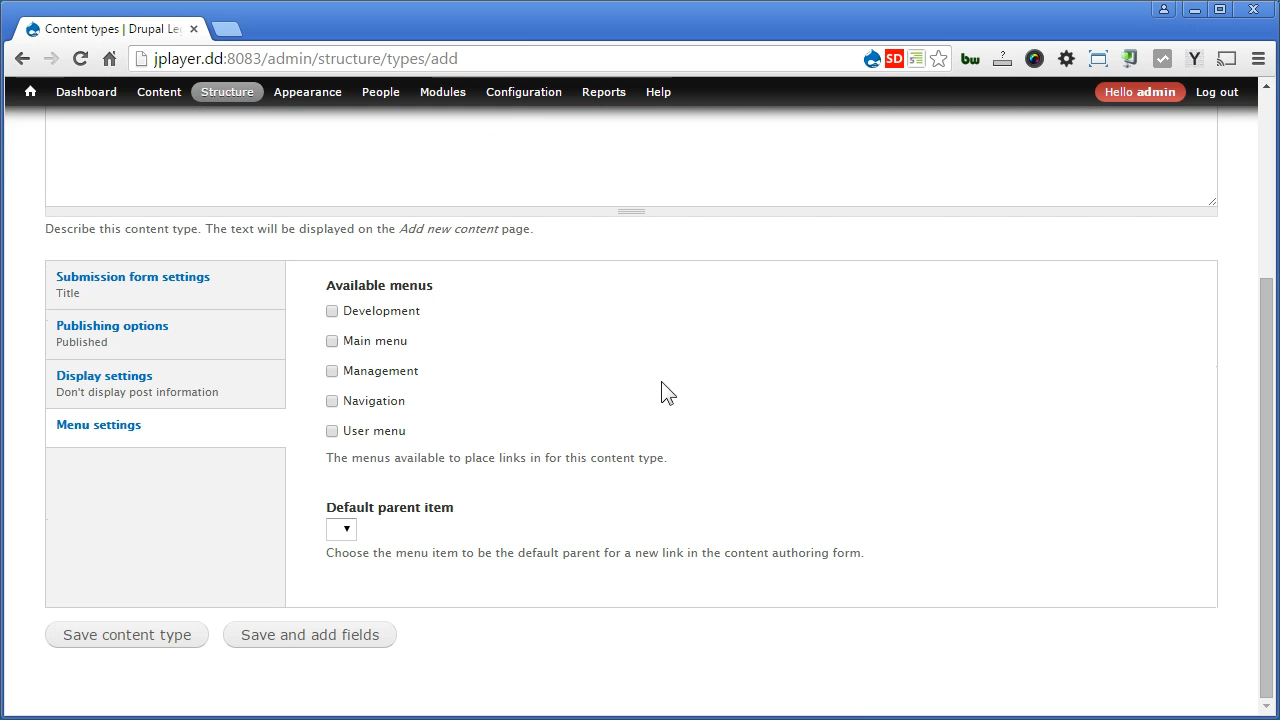 Content types | Drupal Le
jplayer.dd:8083/admin/structure/types/add
SD
bw
Y
Dashboard Content Structure Appearance People Modules Configuration Reports Help Hello admin Log out
Describe this content type. The text will be displayed on the Add new content page.
Submission form settings
Title
Publishing options
Published
Display settings
Don't display post information
Menu settings
Available menus
Development
Main menu
Management
Navigation
User menu
The menus available to place links in for this content type.
Default parent item
Choose the menu item to be the default parent for a new link in the content authoring form.
Save content type Save and add fields